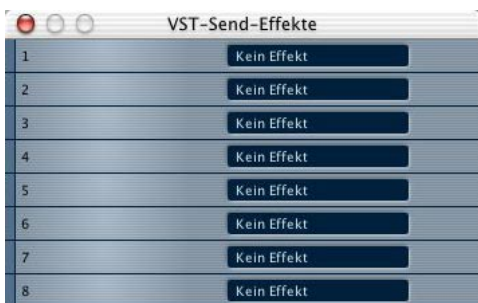 VST-Send-Effekte
1 Kein Effekt
2 Kein Effekt
3 Kein Effekt
4 Kein Effekt
5 Kein Effekt
6 Kein Effekt
7 Kein Effekt
8 Kein Effekt